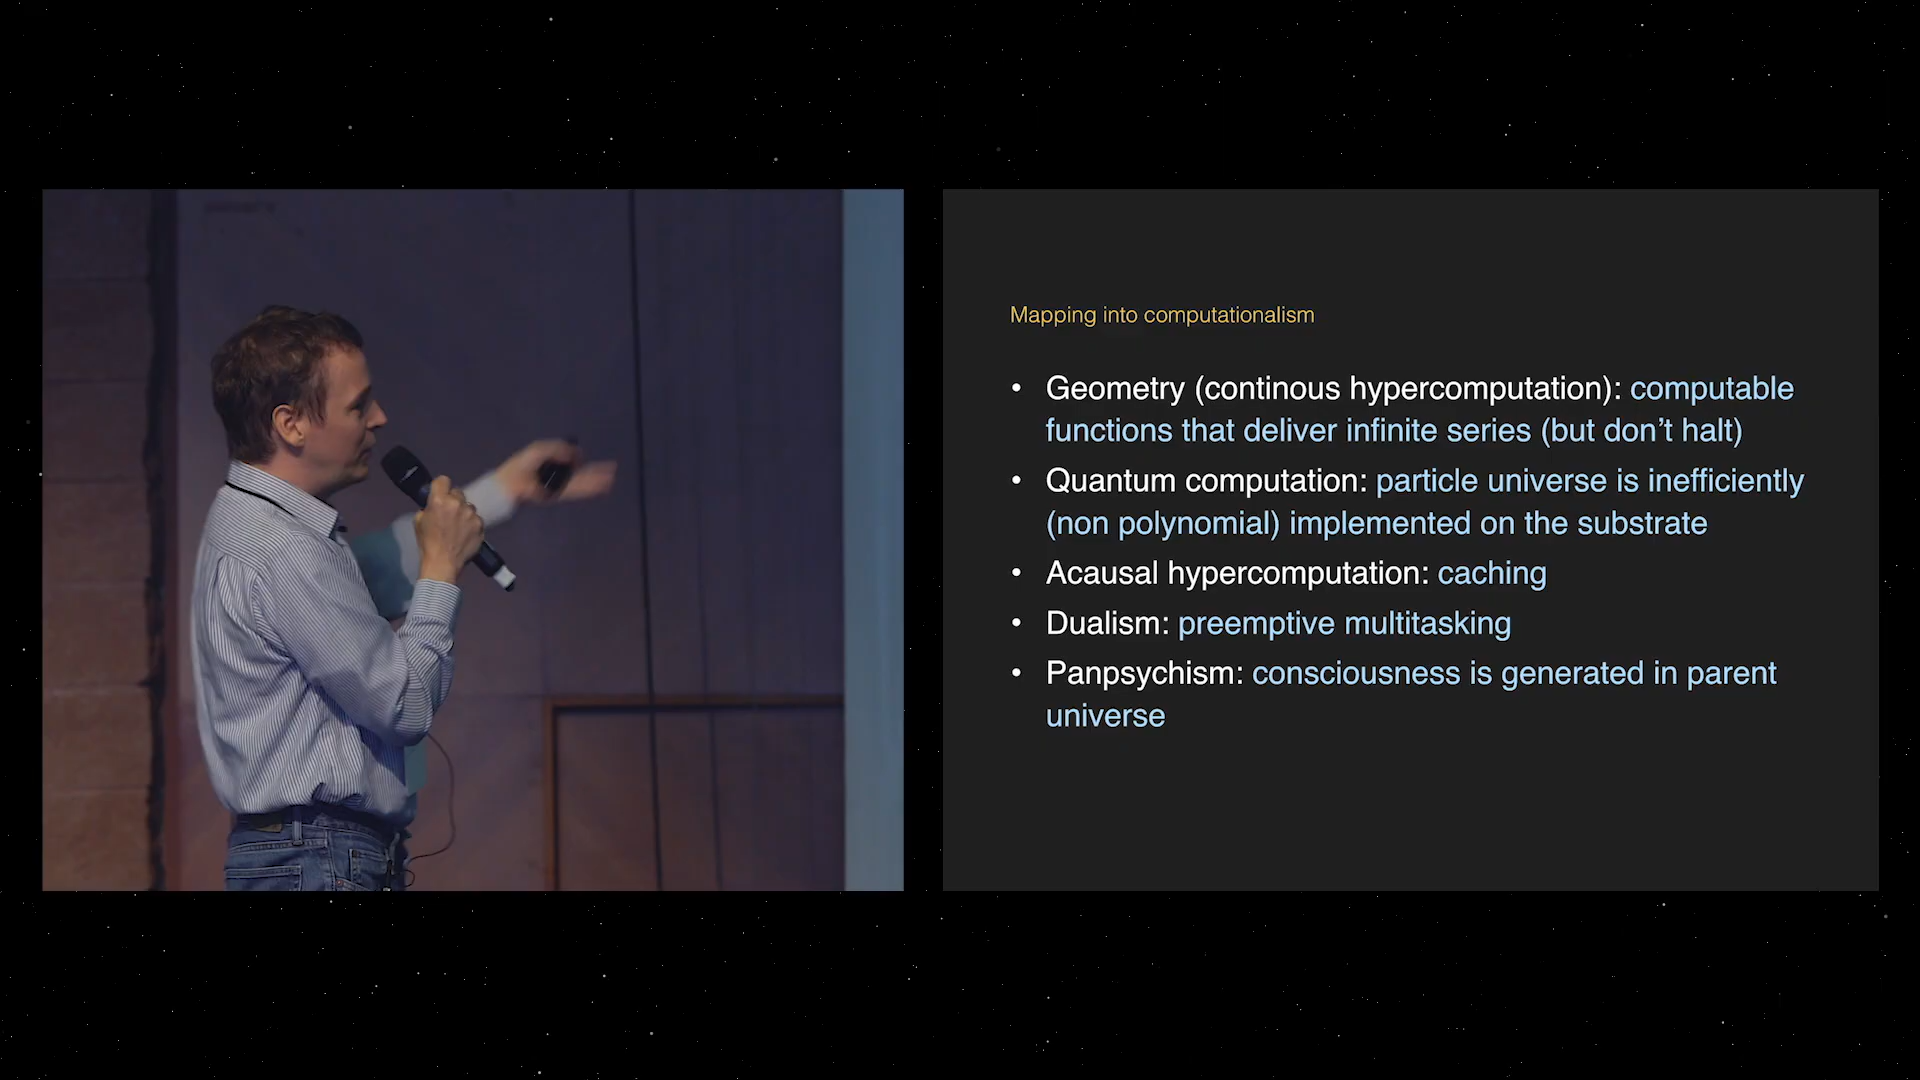 Mapping into computationalism
• Geometry (continous hypercomputation): computable
functions that deliver infinite series (but don't halt)
• Quantum computation: particle universe is inefficiently
(non polynomial) implemented on the substrate
• Acausal hypercomputation: caching
• Dualism: preemptive multitasking
• Panpsychism: consciousness is generated in parent
universe